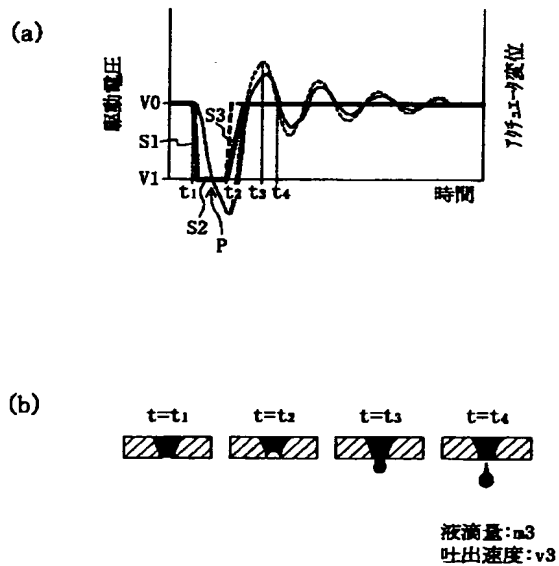 (a)
駆動電圧
アクチュエータ変位
V0
S3
S1
V1
t1 t2 t3 t4
時間
S2
P
(b)
t=t1 t=t2 t=t3 t=t4
液滴量:m3
吐出速度:v3